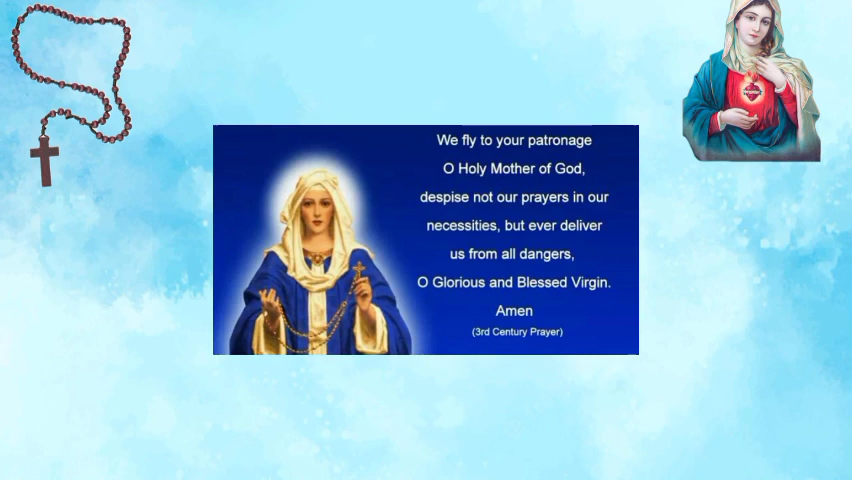 We fly to your patronage
O Holy Mother of God,
despise not our prayers in our
necessities, but ever deliver
us from all dangers,
O Glorious and Blessed Virgin.
Amen
(3rd Century Prayer)